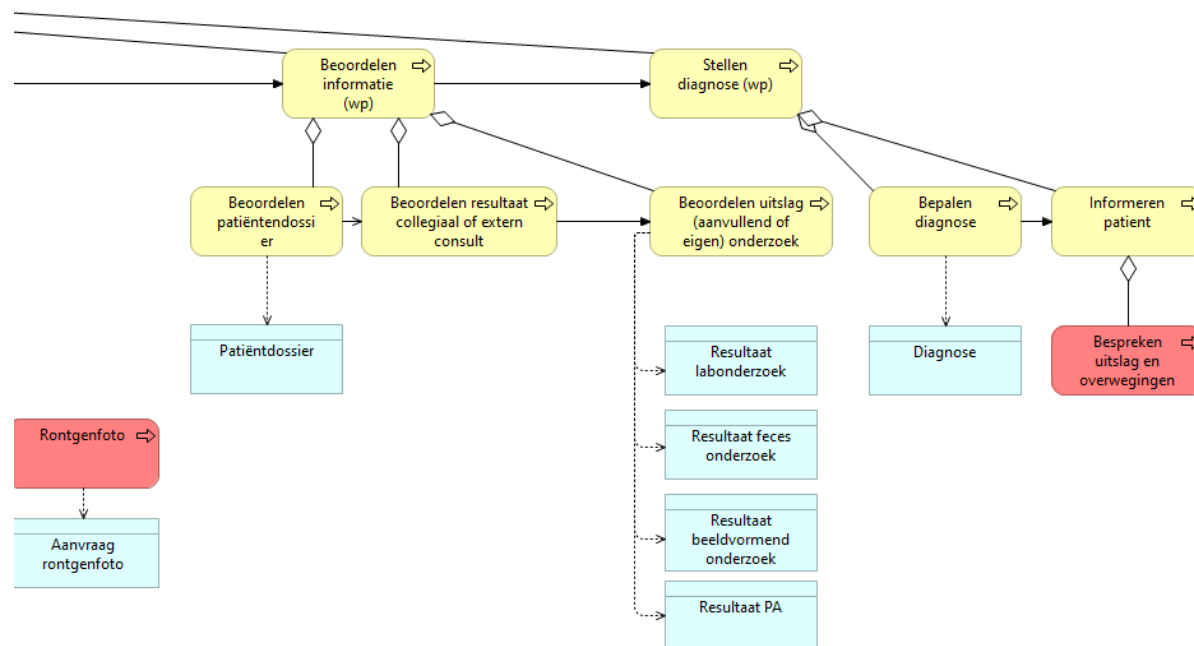 Beoordelen
informatie
(wp)
Stellen
diagnose (wp)
Beoordelen
patiëntendossi
er
Beoordelen resultaat
collegiaal of extern
consult
Beoordelen uitslag
(aanvullend of
eigen) onderzoek
Bepalen
diagnose
Informeren
patient
Patiëntdossier
Resultaat
labonderzoek
Diagnose
Bespreken
uitslag en
overwegingen
Rontgenfoto
Resultaat feces
onderzoek
Aanvraag
rontgenfoto
Resultaat
beeldvormend
onderzoek
Resultaat PA